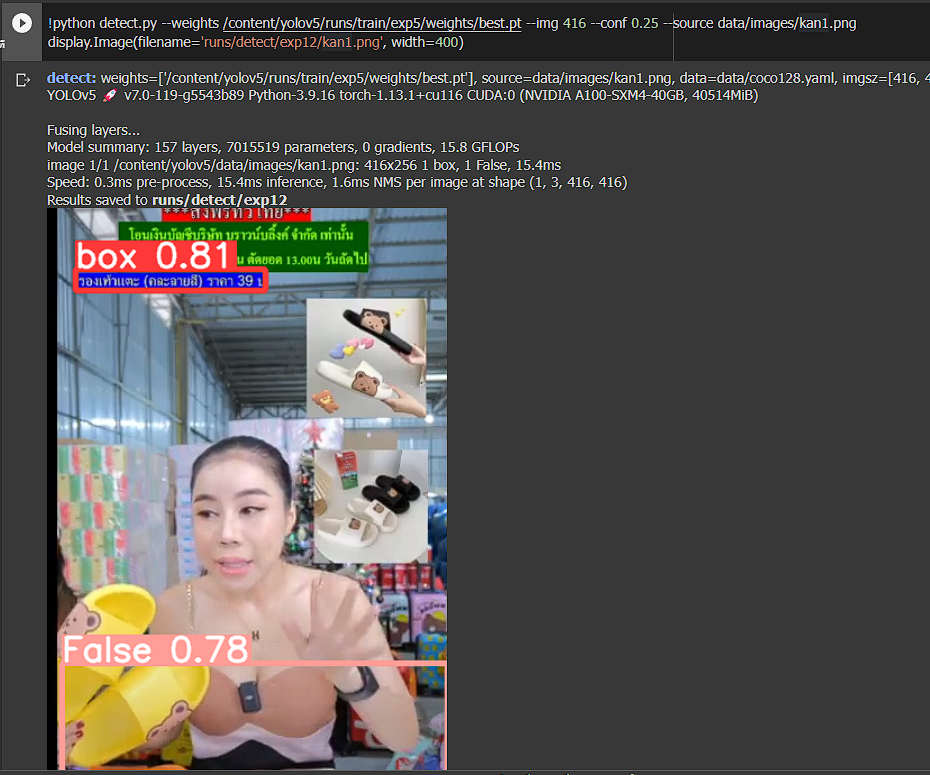 !python detect.py --weights /content/yolov5/runs/train/exp5/weights/best.pt --img 416 --conf 0.25 --source data/images/kan1.png
display.Image(filename='runs/detect/exp12/kan1.png', width=400)
detect: weights=['/content/yolov5/runs/train/exp5/weights/best.pt'], source=data/images/kan1.png, data=data/coco128.yaml, imgsz=[416, 4
YOLOv5 🚀 v7.0-119-g5543b89 Python-3.9.16 torch-1.13.1+cu116 CUDA:0 (NVIDIA A100-SXM4-40GB, 40514MiB)
Fusing layers...
Model summary: 157 layers, 7015519 parameters, 0 gradients, 15.8 GFLOPs
image 1/1 /content/yolov5/data/images/kan1.png: 416x256 1 box, 1 False, 15.4ms
Speed: 0.3ms pre-process, 15.4ms inference, 1.6ms NMS per image at shape (1, 3, 416, 416)
Results saved to runs/detect/exp12
***ส่งฟรีทั่วไทย***
โอนเงินบัญชีบริษัท บราวน์บลิ้งค์ จำกัด เท่านั้น
box 0.81
น ตัดยอด 13.00น วันถัดไป
รองเท้าแตะ (คละลายสี) ราคา 39 บ
False 0.78